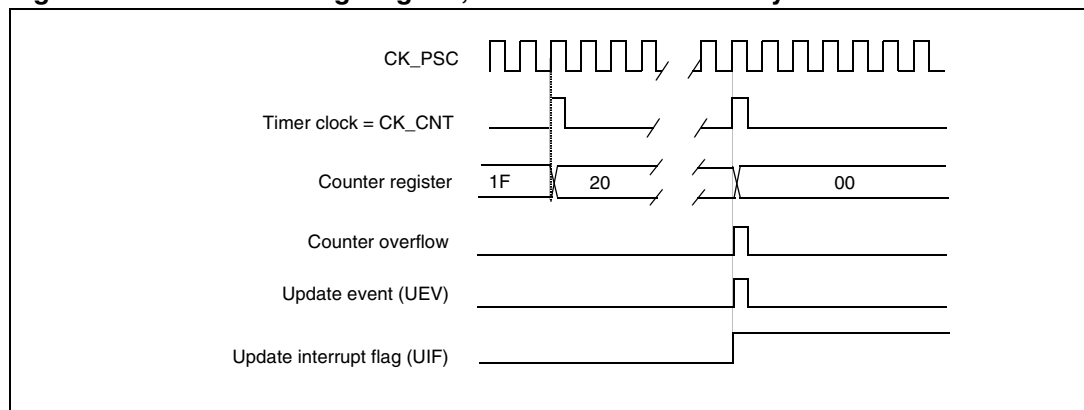 CK_PSC
Timer clock = CK_CNT
Counter register
1F
20
00
Counter overflow
Update event (UEV)
Update interrupt flag (UIF)